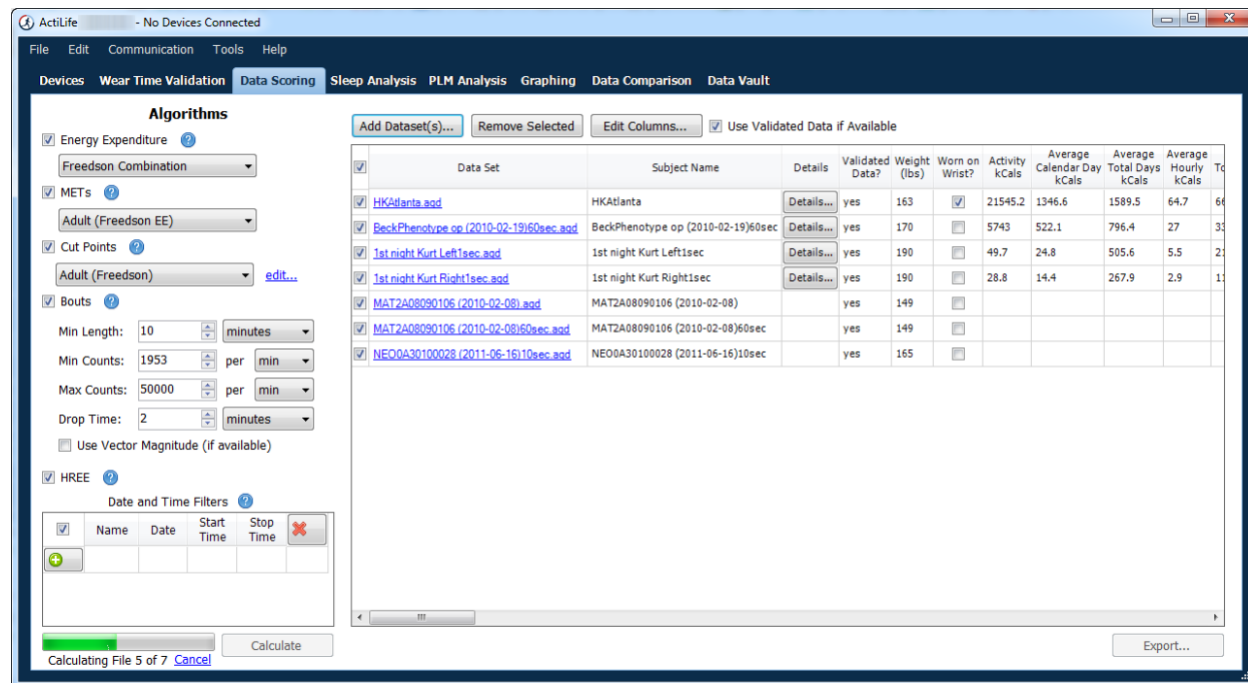 ActiLife - No Devices Connected
File Edit Communication Tools Help
Devices Wear Time Validation Data Scoring Sleep Analysis PLM Analysis Graphing Data Comparison Data Vault
Algorithms
Energy Expenditure
Freedson Combination
METs
Adult (Freedson EE)
Cut Points
Adult (Freedson) edit...
Bouts
Min Length: 10 minutes
Min Counts: 1953 per min
Max Counts: 50000 per min
Drop Time: 2 minutes
Use Vector Magnitude (if available)
HREE
Date and Time Filters
Name Date Start Time Stop Time
Calculate
Calculating File 5 of 7 Cancel
Add Dataset(s)... Remove Selected Edit Columns... Use Validated Data if Available
Data Set Subject Name Details Validated Data? Weight (lbs) Worn on Wrist? Activity kCals Average Calendar Day kCals Average Total Days kCals Average Hourly kCals
HKAtlanta.agd HKAtlanta Details... yes 163 21545.2 1346.6 1589.5 64.7
BeckPhenotype op (2010-02-19)60sec.agd BeckPhenotype op (2010-02-19)60sec Details... yes 170 5743 522.1 796.4 27
1st night Kurt Left1sec.agd 1st night Kurt Left1sec Details... yes 190 49.7 24.8 505.6 5.5
1st night Kurt Right1sec.agd 1st night Kurt Right1sec Details... yes 190 28.8 14.4 267.9 2.9
MAT2A08090106 (2010-02-08).agd MAT2A08090106 (2010-02-08) yes 149
MAT2A08090106 (2010-02-08)60sec.agd MAT2A08090106 (2010-02-08)60sec yes 149
NEO0A30100028 (2011-06-16)10sec.agd NEO0A30100028 (2011-06-16)10sec yes 165
Export...